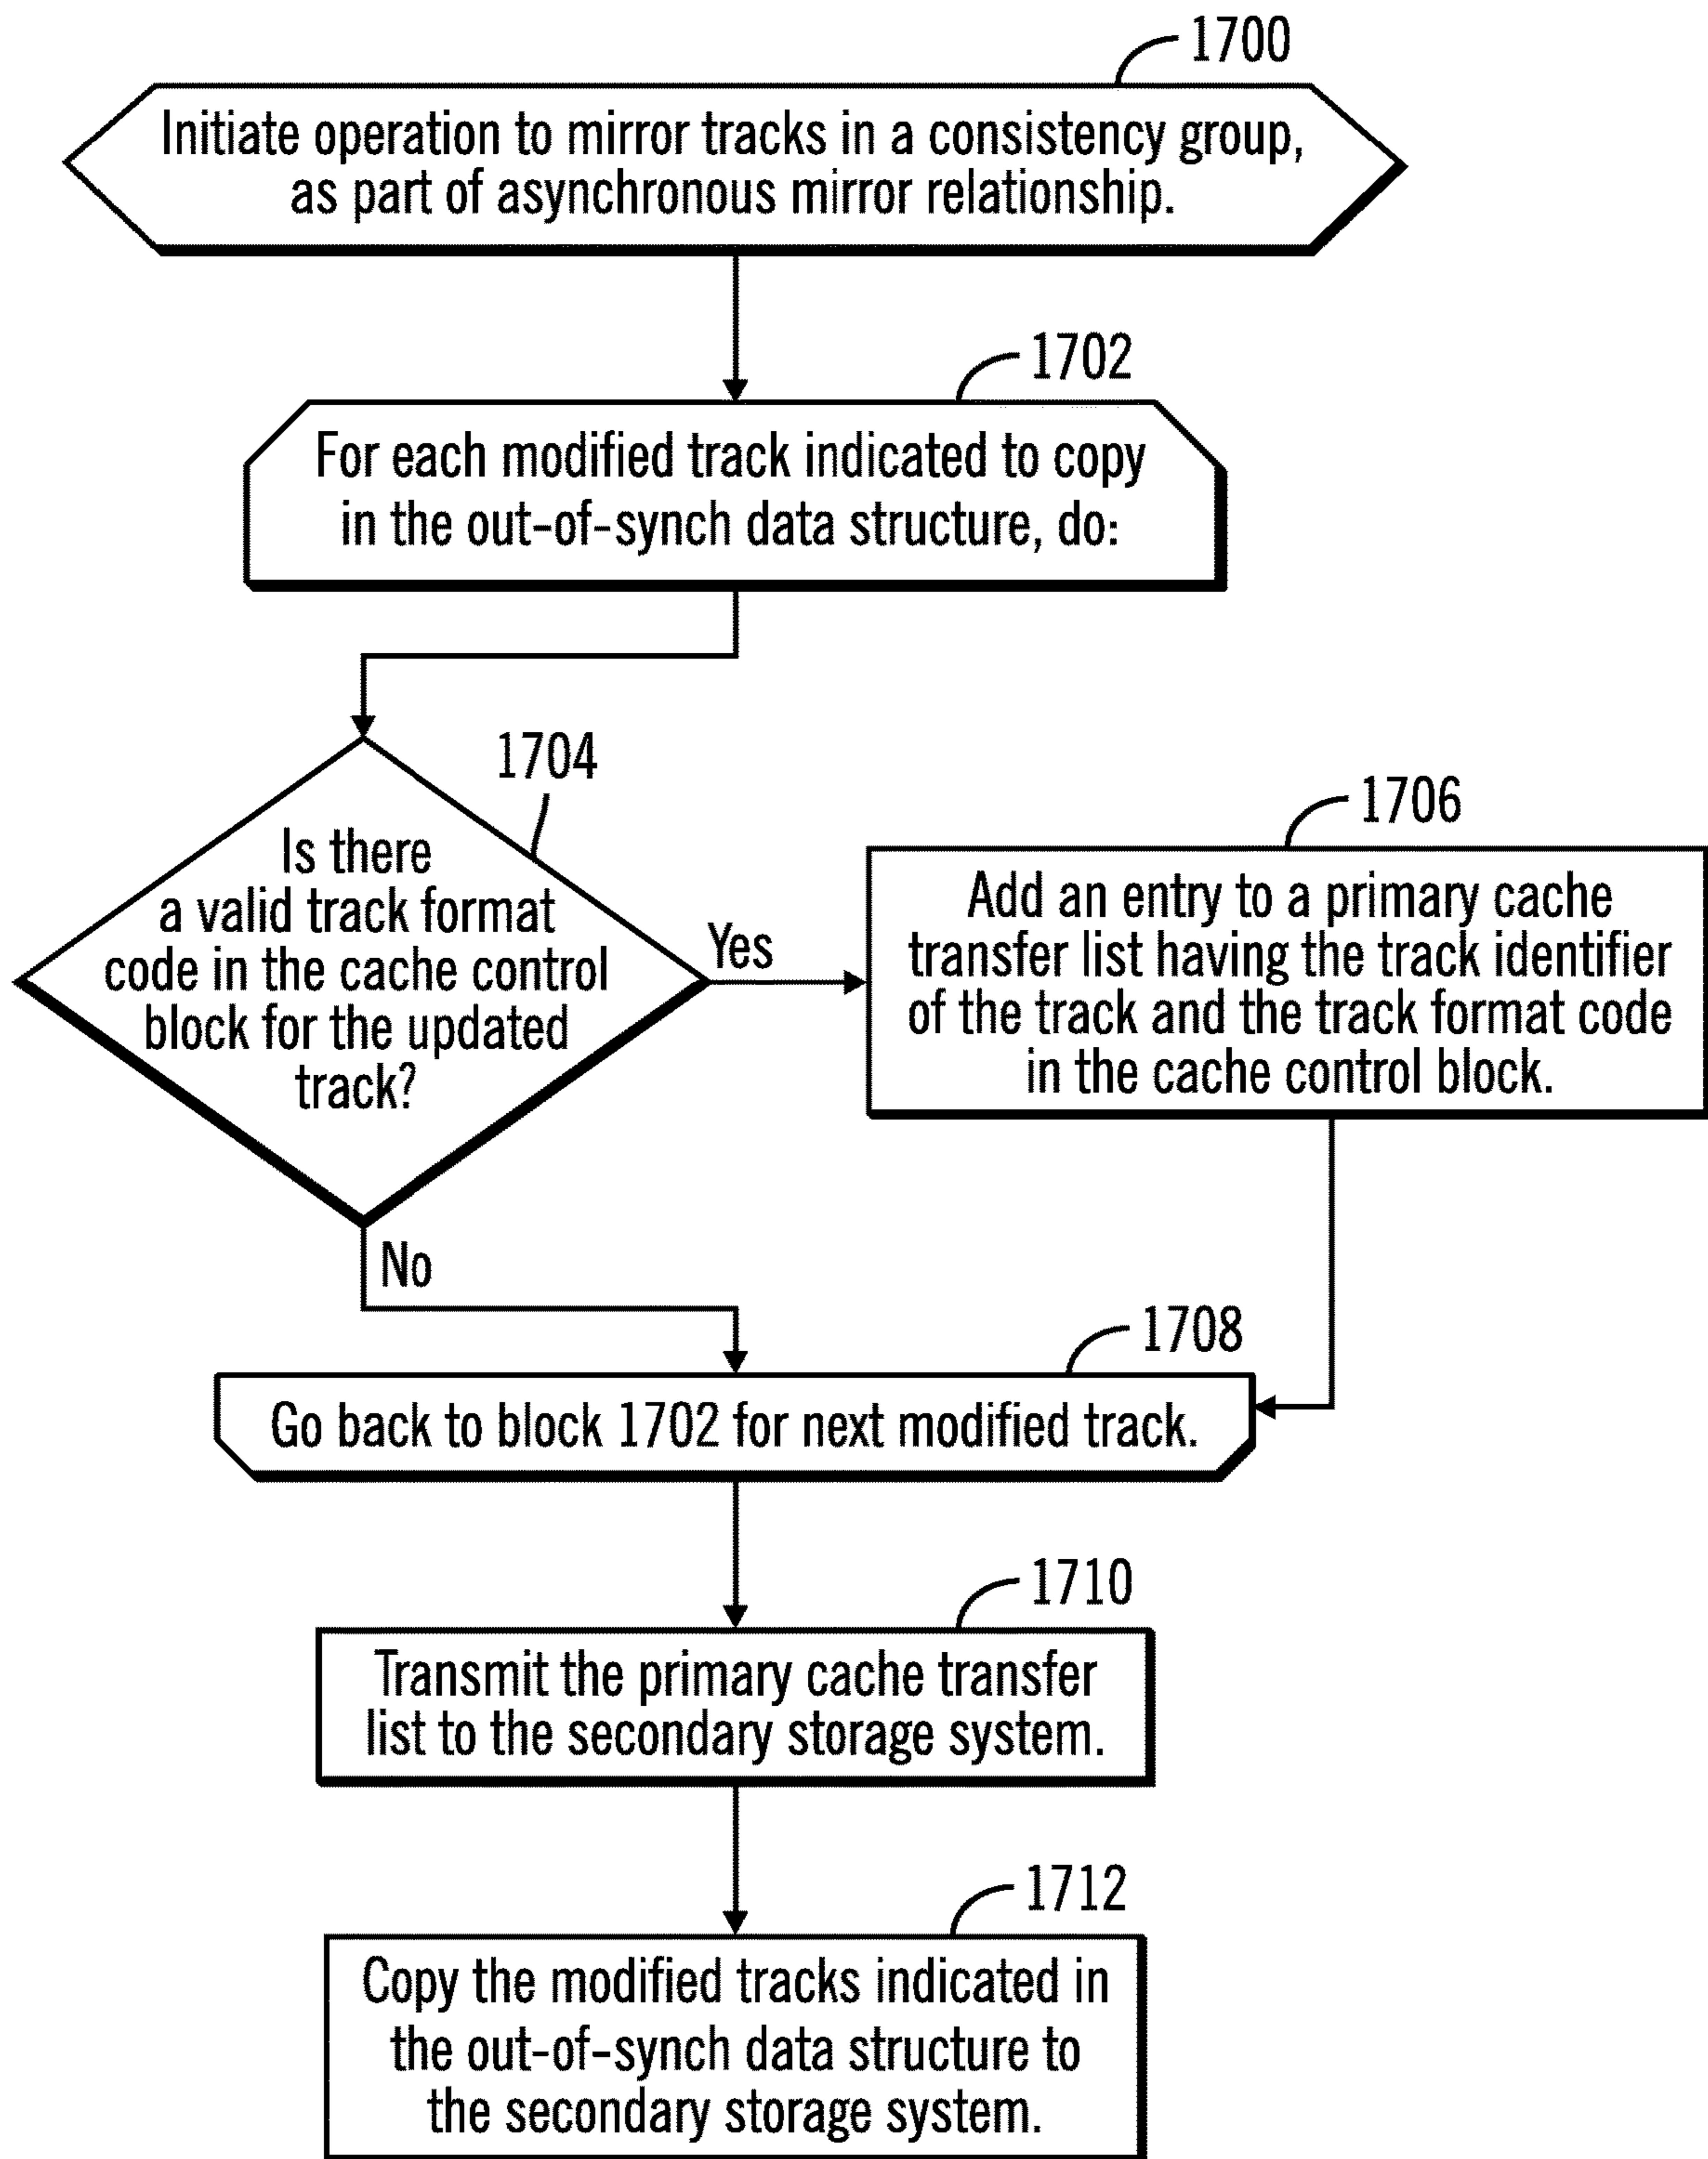 1700
Initiate operation to mirror tracks in a consistency group,
as part of asynchronous mirror relationship.
1702
For each modified track indicated to copy
in the out-of-synch data structure, do:
1704
Is there
a valid track format
code in the cache control
block for the updated
track?
Yes
1706
Add an entry to a primary cache
transfer list having the track identifier
of the track and the track format code
in the cache control block.
No
1708
Go back to block 1702 for next modified track.
1710
Transmit the primary cache transfer
list to the secondary storage system.
1712
Copy the modified tracks indicated in
the out-of-synch data structure to
the secondary storage system.